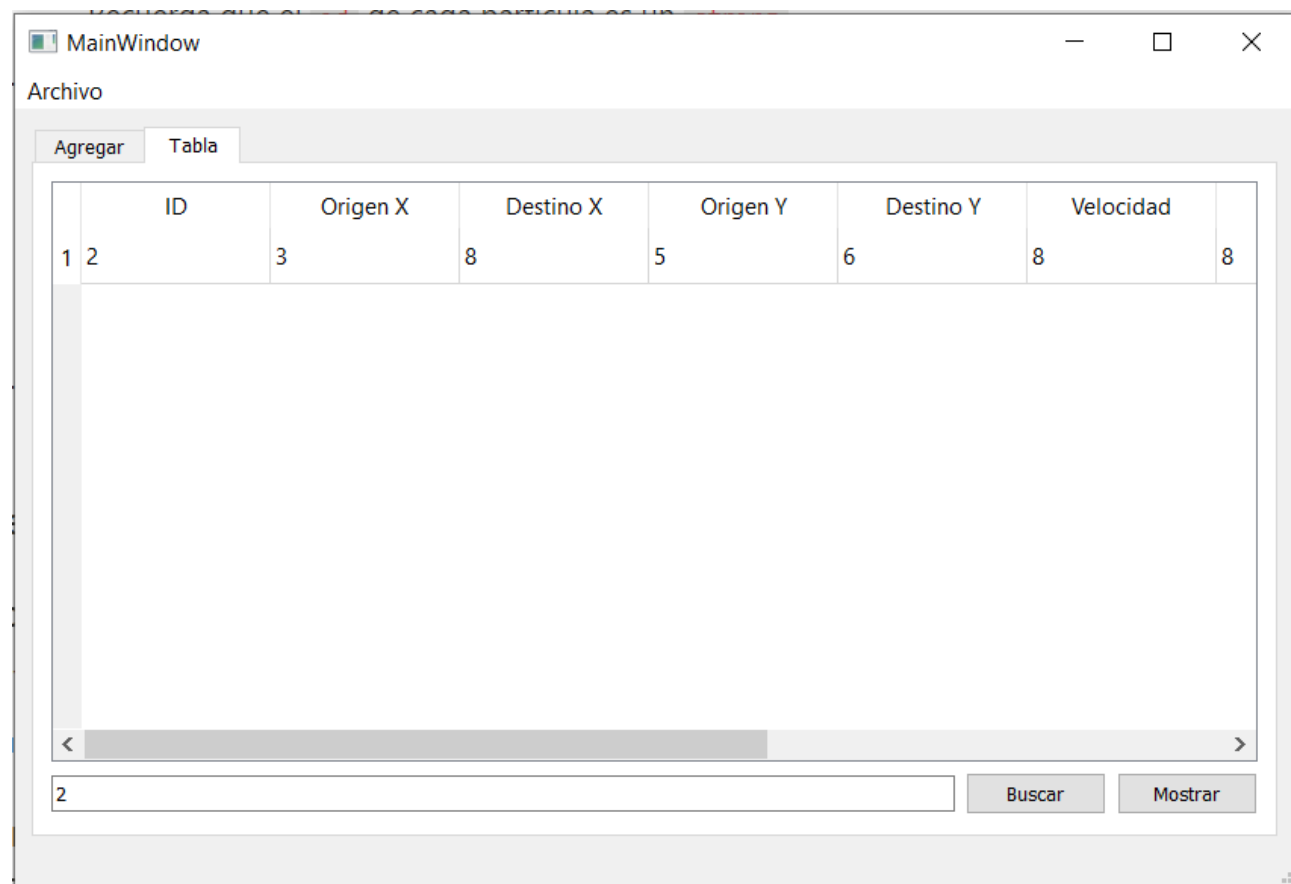 MainWindow
Archivo
Agregar Tabla
ID Origen X Destino X Origen Y Destino Y Velocidad
1 2 3 8 5 6 8 8
2 Buscar Mostrar